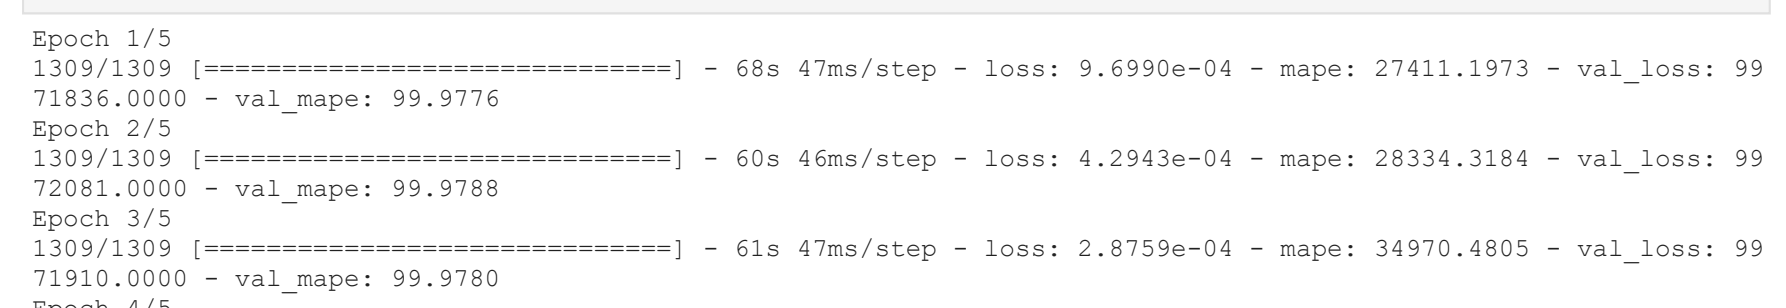 Epoch 1/5
1309/1309 [==============================] - 68s 47ms/step - loss: 9.6990e-04 - mape: 27411.1973 - val_loss: 99
71836.0000 - val_mape: 99.9776
Epoch 2/5
1309/1309 [==============================] - 60s 46ms/step - loss: 4.2943e-04 - mape: 28334.3184 - val_loss: 99
72081.0000 - val_mape: 99.9788
Epoch 3/5
1309/1309 [==============================] - 61s 47ms/step - loss: 2.8759e-04 - mape: 34970.4805 - val_loss: 99
71910.0000 - val_mape: 99.9780
Epoch 4/5